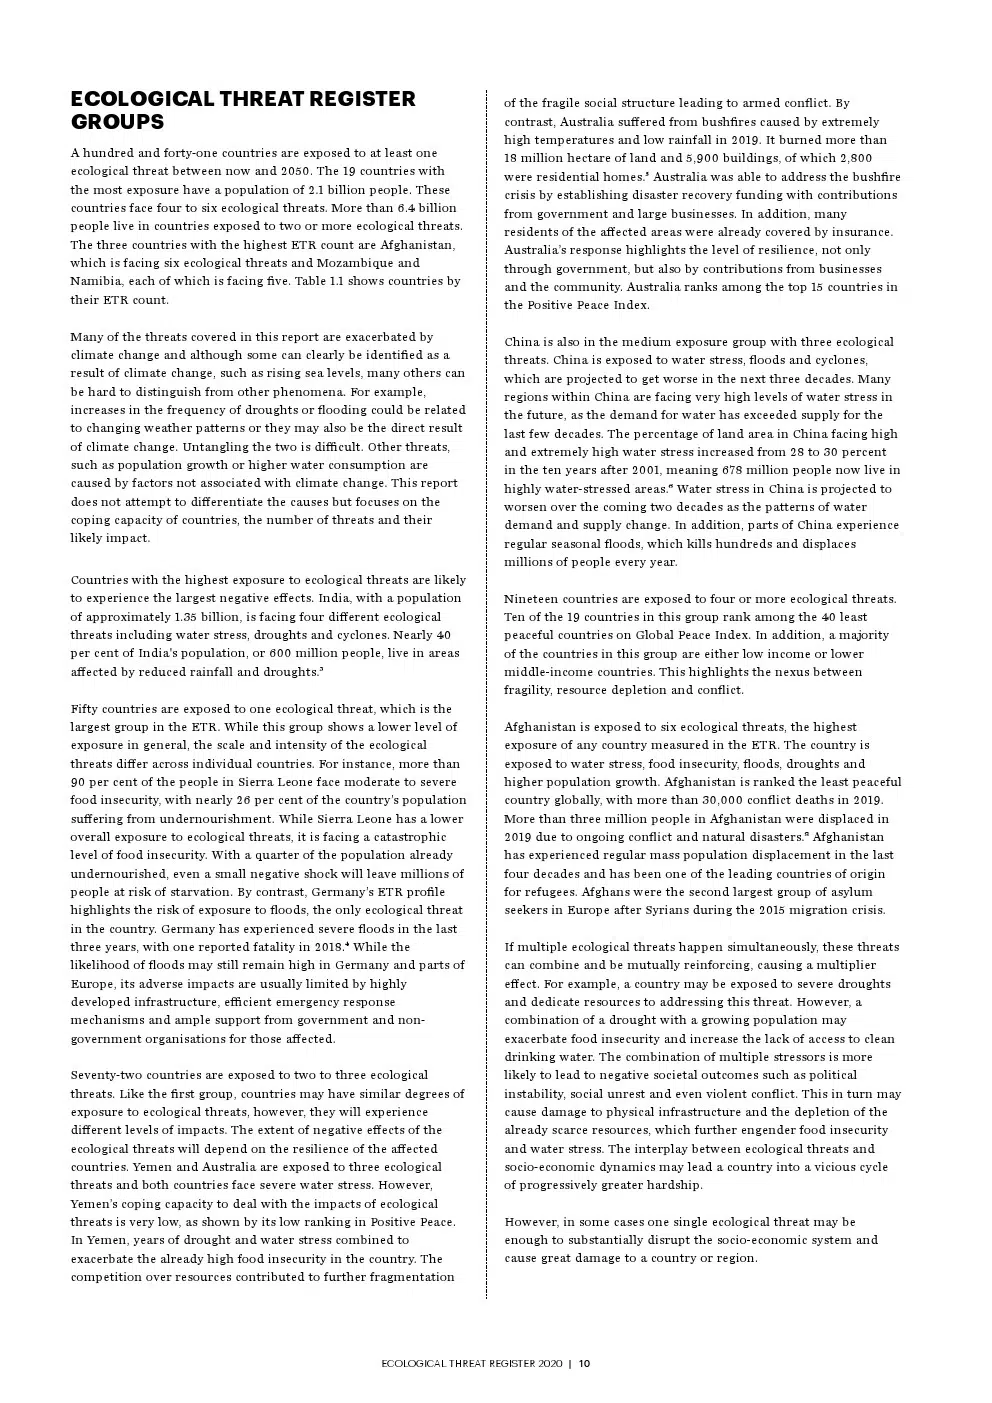 ECOLOGICAL THREAT REGISTER
GROUPS
A hundred and forty-one countries are exposed to at least one
ecological threat between now and 2050. The 19 countries with
the most exposure have a population of 2.1 billion people. These
countries face four to six ecological threats. More than 6.4 billion
people live in countries exposed to two or more ecological threats.
The three countries with the highest ETR count are Afghanistan,
which is facing six ecological threats and Mozambique and
Namibia, each of which is facing five. Table 1.1 shows countries by
their ETR count.
Many of the threats covered in this report are exacerbated by
climate change and although some can clearly be identified as a
result of climate change, such as rising sea levels, many others can
be hard to distinguish from other phenomena. For example,
increases in the frequency of droughts or flooding could be related
to changing weather patterns or they may also be the direct result
of climate change. Untangling the two is difficult. Other threats,
such as population growth or higher water consumption are
caused by factors not associated with climate change. This report
does not attempt to differentiate the causes but focuses on the
coping capacity of countries, the number of threats and their
likely impact.
Countries with the highest exposure to ecological threats are likely
to experience the largest negative effects. India, with a population
of approximately 1.35 billion, is facing four different ecological
threats including water stress, droughts and cyclones. Nearly 40
per cent of India's population, or 600 million people, live in areas
affected by reduced rainfall and droughts.³
Fifty countries are exposed to one ecological threat, which is the
largest group in the ETR. While this group shows a lower level of
exposure in general, the scale and intensity of the ecological
threats differ across individual countries. For instance, more than
90 per cent of the people in Sierra Leone face moderate to severe
food insecurity, with nearly 26 per cent of the country's population
suffering from undernourishment. While Sierra Leone has a lower
overall exposure to ecological threats, it is facing a catastrophic
level of food insecurity. With a quarter of the population already
undernourished, even a small negative shock will leave millions of
people at risk of starvation. By contrast, Germany's ETR profile
highlights the risk of exposure to floods, the only ecological threat
in the country. Germany has experienced severe floods in the last
three years, with one reported fatality in 2018.⁴ While the
likelihood of floods may still remain high in Germany and parts of
Europe, its adverse impacts are usually limited by highly
developed infrastructure, efficient emergency response
mechanisms and ample support from government and non-
government organisations for those affected.
Seventy-two countries are exposed to two to three ecological
threats. Like the first group, countries may have similar degrees of
exposure to ecological threats, however, they will experience
different levels of impacts. The extent of negative effects of the
ecological threats will depend on the resilience of the affected
countries. Yemen and Australia are exposed to three ecological
threats and both countries face severe water stress. However,
Yemen's coping capacity to deal with the impacts of ecological
threats is very low, as shown by its low ranking in Positive Peace.
In Yemen, years of drought and water stress combined to
exacerbate the already high food insecurity in the country. The
competition over resources contributed to further fragmentation
of the fragile social structure leading to armed conflict. By
contrast, Australia suffered from bushfires caused by extremely
high temperatures and low rainfall in 2019. It burned more than
18 million hectare of land and 5,900 buildings, of which 2,800
were residential homes.⁵ Australia was able to address the bushfire
crisis by establishing disaster recovery funding with contributions
from government and large businesses. In addition, many
residents of the affected areas were already covered by insurance.
Australia's response highlights the level of resilience, not only
through government, but also by contributions from businesses
and the community. Australia ranks among the top 15 countries in
the Positive Peace Index.
China is also in the medium exposure group with three ecological
threats. China is exposed to water stress, floods and cyclones,
which are projected to get worse in the next three decades. Many
regions within China are facing very high levels of water stress in
the future, as the demand for water has exceeded supply for the
last few decades. The percentage of land area in China facing high
and extremely high water stress increased from 28 to 30 percent
in the ten years after 2001, meaning 678 million people now live in
highly water-stressed areas.⁶ Water stress in China is projected to
worsen over the coming two decades as the patterns of water
demand and supply change. In addition, parts of China experience
regular seasonal floods, which kills hundreds and displaces
millions of people every year.
Nineteen countries are exposed to four or more ecological threats.
Ten of the 19 countries in this group rank among the 40 least
peaceful countries on Global Peace Index. In addition, a majority
of the countries in this group are either low income or lower
middle-income countries. This highlights the nexus between
fragility, resource depletion and conflict.
Afghanistan is exposed to six ecological threats, the highest
exposure of any country measured in the ETR. The country is
exposed to water stress, food insecurity, floods, droughts and
higher population growth. Afghanistan is ranked the least peaceful
country globally, with more than 30,000 conflict deaths in 2019.
More than three million people in Afghanistan were displaced in
2019 due to ongoing conflict and natural disasters.⁸ Afghanistan
has experienced regular mass population displacement in the last
four decades and has been one of the leading countries of origin
for refugees. Afghans were the second largest group of asylum
seekers in Europe after Syrians during the 2015 migration crisis.
If multiple ecological threats happen simultaneously, these threats
can combine and be mutually reinforcing, causing a multiplier
effect. For example, a country may be exposed to severe droughts
and dedicate resources to addressing this threat. However, a
combination of a drought with a growing population may
exacerbate food insecurity and increase the lack of access to clean
drinking water. The combination of multiple stressors is more
likely to lead to negative societal outcomes such as political
instability, social unrest and even violent conflict. This in turn may
cause damage to physical infrastructure and the depletion of the
already scarce resources, which further engender food insecurity
and water stress. The interplay between ecological threats and
socio-economic dynamics may lead a country into a vicious cycle
of progressively greater hardship.
However, in some cases one single ecological threat may be
enough to substantially disrupt the socio-economic system and
cause great damage to a country or region.
ECOLOGICAL THREAT REGISTER 2020 | 10